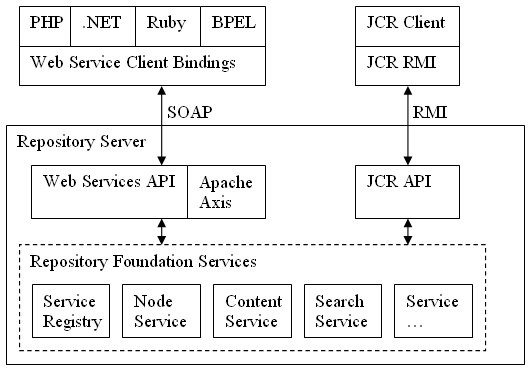 PHP .NET Ruby BPEL JCR Client
Web Service Client Bindings JCR RMI
SOAP RMI
Repository Server
Web Services API Apache Axis JCR API
Repository Foundation Services
Service Registry
Node Service
Content Service
Search Service
Service …